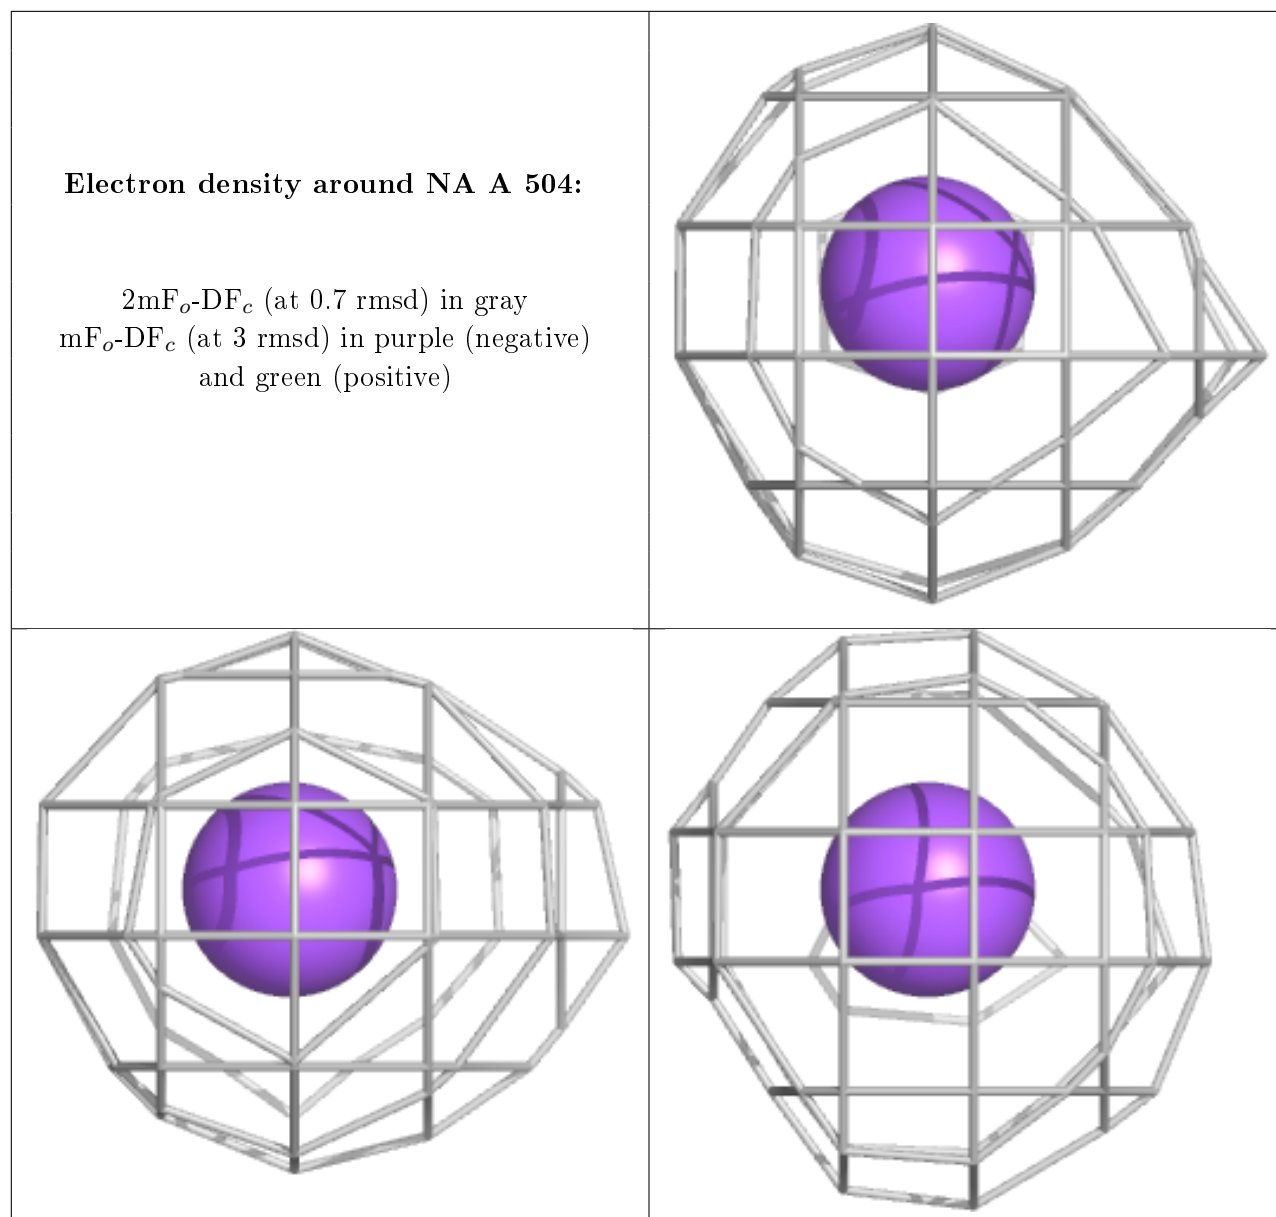 Electron density around NA A 504:
2mFₒ-DF𝒸 (at 0.7 rmsd) in gray
mFₒ-DF𝒸 (at 3 rmsd) in purple (negative)
and green (positive)